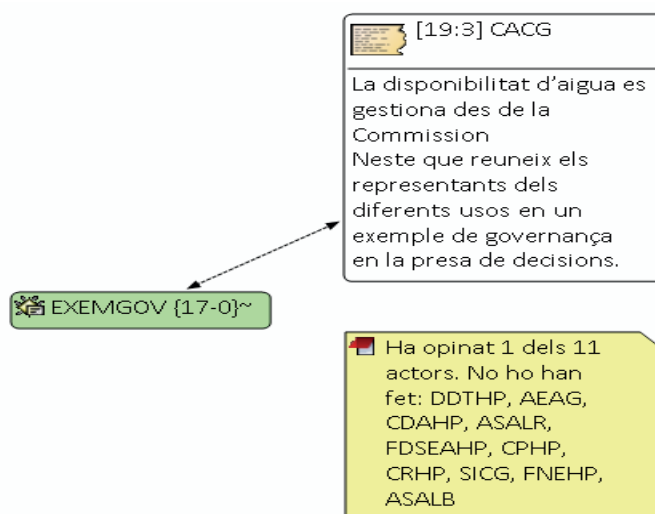 [19:3] CACG
La disponibilitat d’aigua es
gestiona des de la
Commission
Neste que reuneix els
representants dels
diferents usos en un
exemple de governança
en la presa de decisions.
EXEMGOV {17-0}~
Ha opinat 1 dels 11
actors. No ho han
fet: DDTHP, AEAG,
CDAHP, ASALR,
FDSEAHP, CPHP,
CRHP, SICG, FNEHP,
ASALB